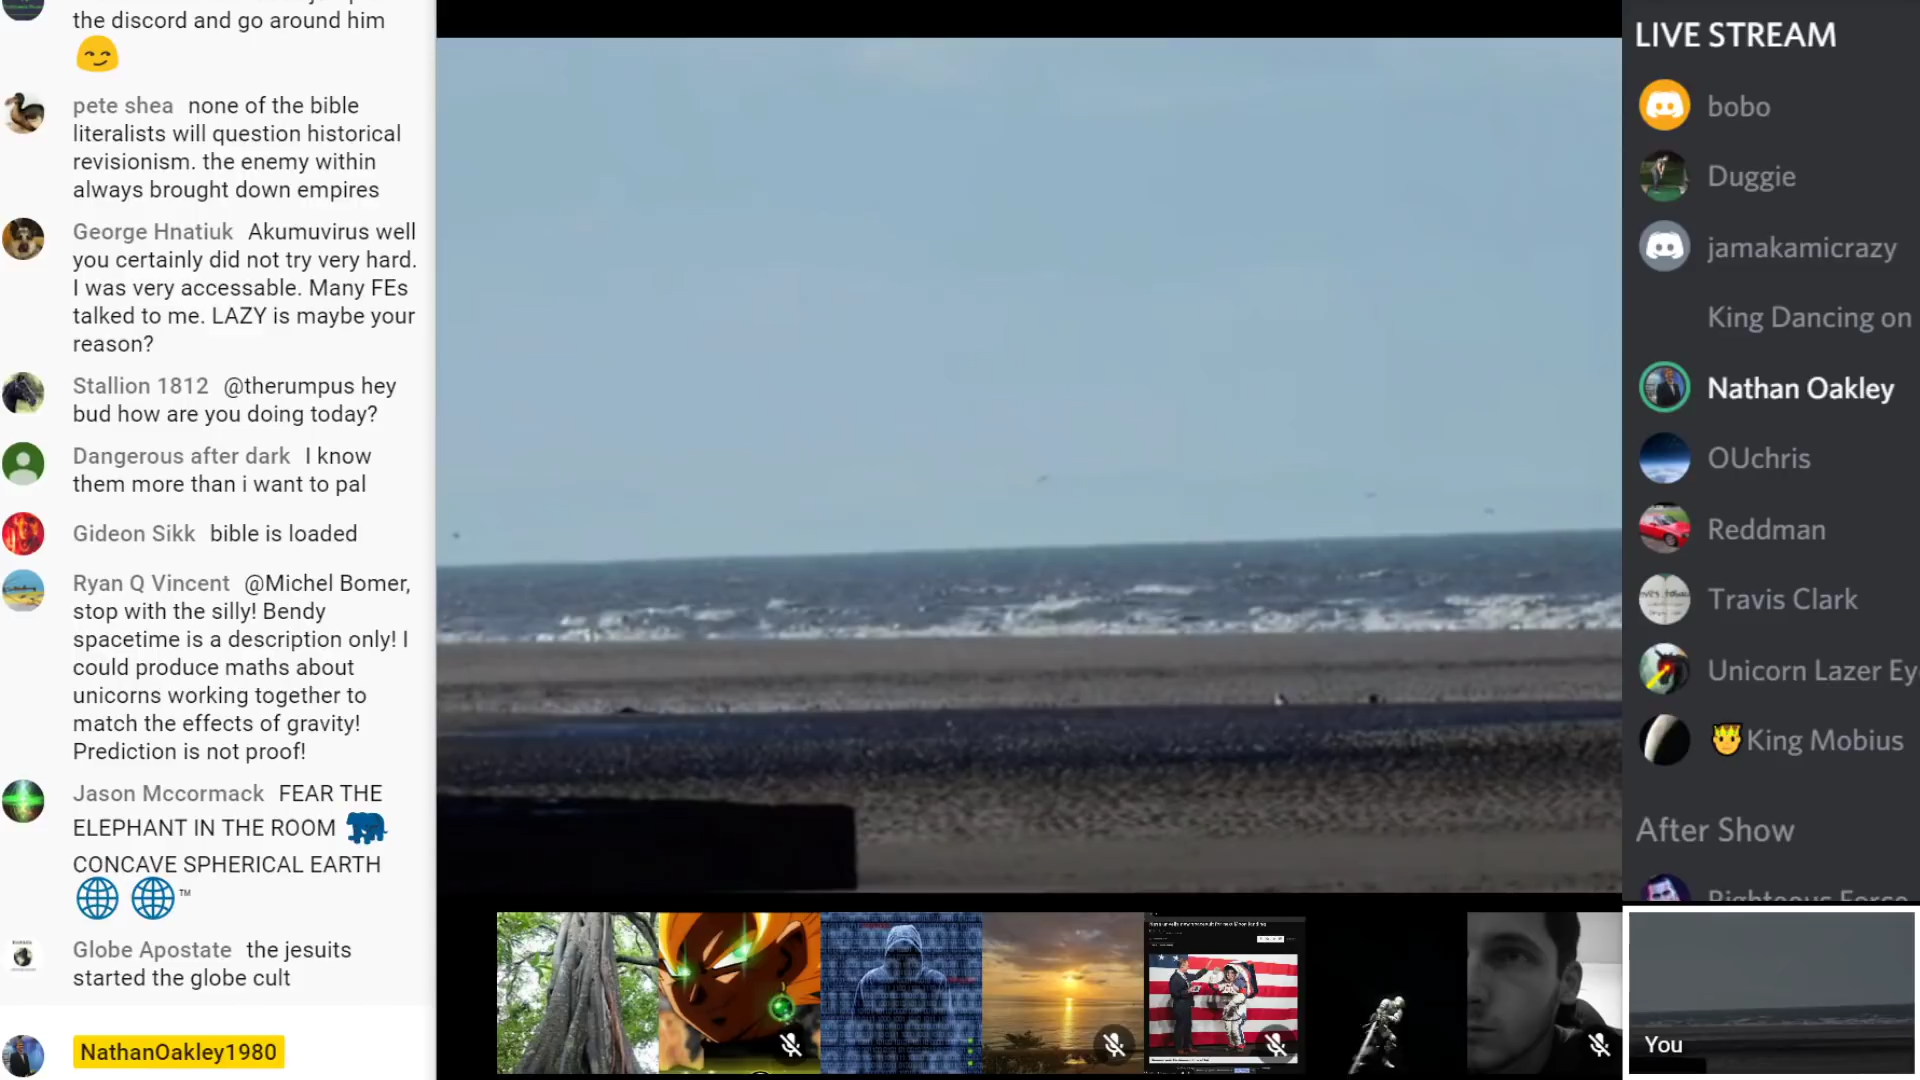 the discord and go around him
pete shea none of the bible
literalists will question historical
revisionism. the enemy within
always brought down empires
George Hnatiuk Akumuvirus well
you certainly did not try very hard.
I was very accessable. Many FEs
talked to me. LAZY is maybe your
reason?
Stallion 1812 @therumpus hey
bud how are you doing today?
Dangerous after dark I know
them more than i want to pal
Gideon Sikk bible is loaded
Ryan Q Vincent @Michel Bomer,
stop with the silly! Bendy
spacetime is a description only! I
could produce maths about
unicorns working together to
match the effects of gravity!
Prediction is not proof!
Jason Mccormack FEAR THE
ELEPHANT IN THE ROOM
CONCAVE SPHERICAL EARTH
™
Globe Apostate the jesuits
started the globe cult
NathanOakley1980
LIVE STREAM
bobo
Duggie
jamakamicrazy
King Dancing on
Nathan Oakley
OUchris
Reddman
Travis Clark
Unicorn Lazer Ey
King Mobius
After Show
Righteous Force
You